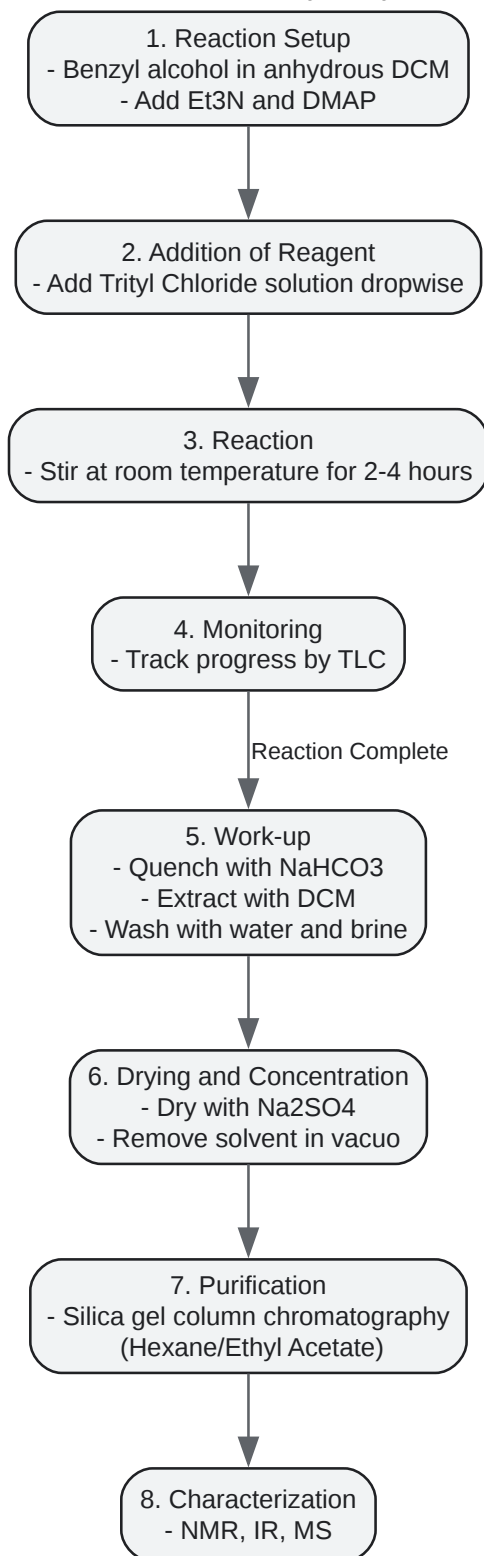 1. Reaction Setup
- Benzyl alcohol in anhydrous DCM
- Add Et3N and DMAP
2. Addition of Reagent
- Add Trityl Chloride solution dropwise
3. Reaction
- Stir at room temperature for 2-4 hours
4. Monitoring
- Track progress by TLC
Reaction Complete
5. Work-up
- Quench with NaHCO3
- Extract with DCM
- Wash with water and brine
6. Drying and Concentration
- Dry with Na2SO4
- Remove solvent in vacuo
7. Purification
- Silica gel column chromatography
(Hexane/Ethyl Acetate)
8. Characterization
- NMR, IR, MS